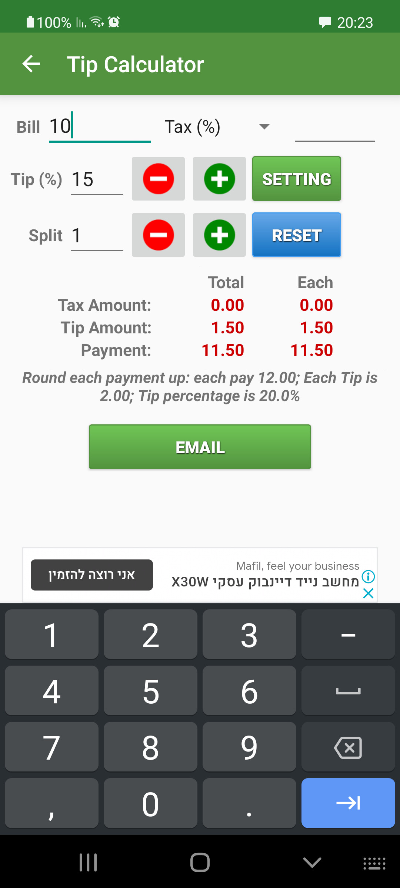 100% 20:23
Tip Calculator
Bill 10 Tax (%)
Tip (%) 15 SETTING
Split 1 RESET
Total Each
Tax Amount: 0.00 0.00
Tip Amount: 1.50 1.50
Payment: 11.50 11.50
Round each payment up: each pay 12.00; Each Tip is
2.00; Tip percentage is 20.0%
EMAIL
Mafil, feel your business
מחשב נייד דיינבוק עסקי X30W
אני רוצה להזמין
1 2 3 -
4 5 6
7 8 9
, 0 .